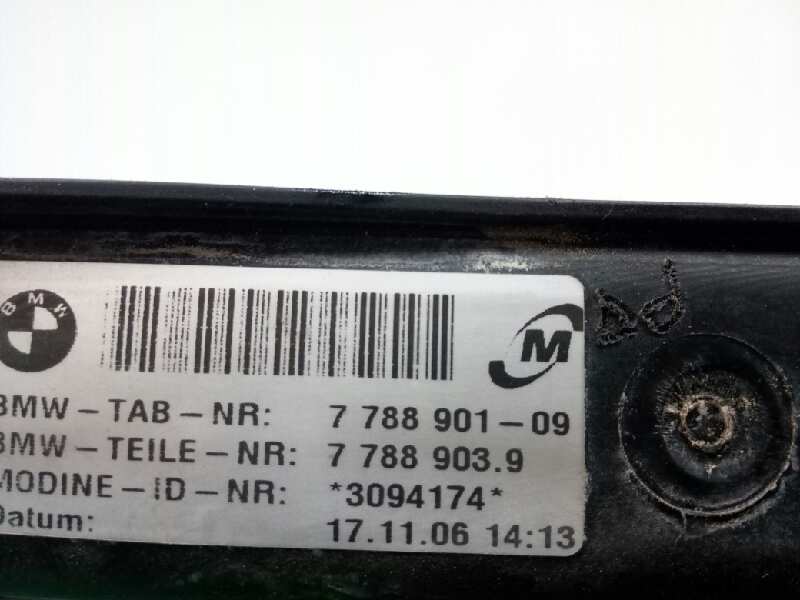 BMW
M
BMW-TAB-NR: 7 788 901-09
BMW-TEILE-NR: 7 788 903.9
MODINE-ID-NR: *3094174*
Datum: 17.11.06 14:13